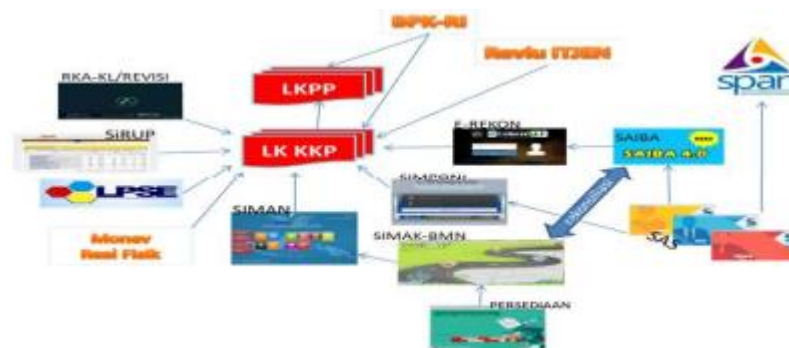 BPK-RI
Reviu ITJEN
span
RKA-KL/REVISI
LKPP
SiRUP
LK KKP
E-REKON
SAIBA
SAIBA 4.0
LPSE
SIMPONI
SIMAN
rekonsiliasi
SAS
SIMAK-BMN
Monev
Real Fisik
PERSEDIAAN